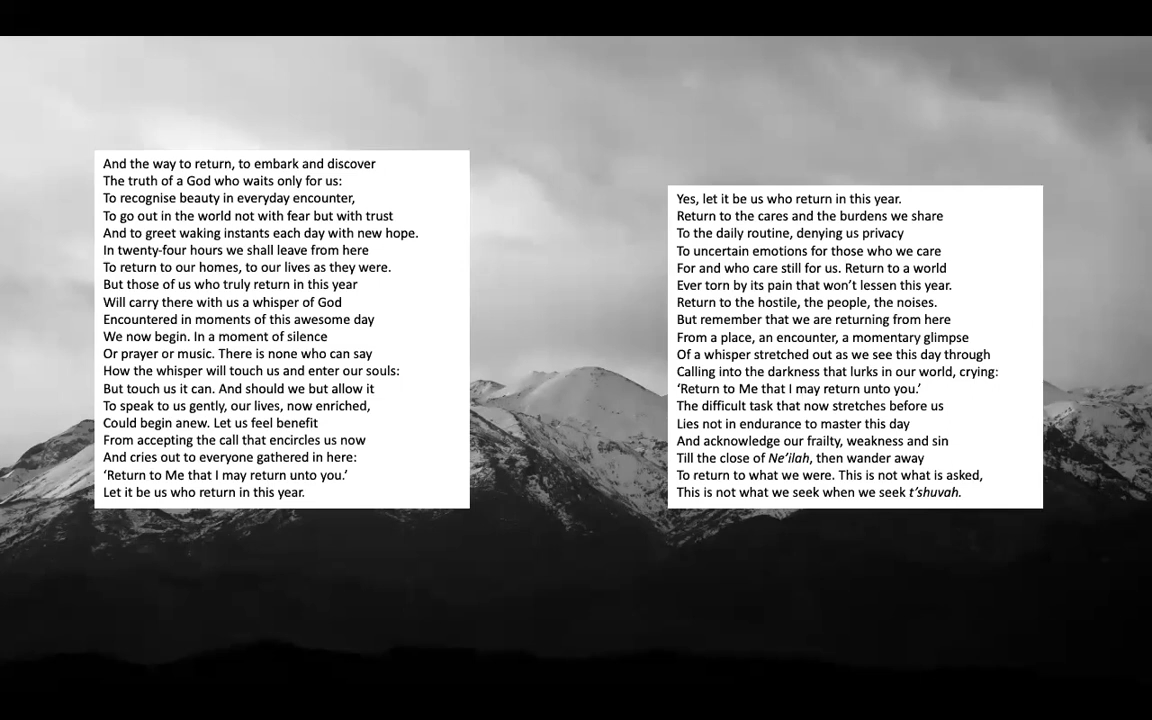 And the way to return, to embark and discover
The truth of a God who waits only for us:
To recognise beauty in everyday encounter,
To go out in the world not with fear but with trust
And to greet waking instants each day with new hope.
In twenty-four hours we shall leave from here
To return to our homes, to our lives as they were.
But those of us who truly return in this year
Will carry there with us a whisper of God
Encountered in moments of this awesome day
We now begin. In a moment of silence
Or prayer or music. There is none who can say
How the whisper will touch us and enter our souls:
But touch us it can. And should we but allow it
To speak to us gently, our lives, now enriched,
Could begin anew. Let us feel benefit
From accepting the call that encircles us now
And cries out to everyone gathered in here:
‘Return to Me that I may return unto you.’
Let it be us who return in this year.
Yes, let it be us who return in this year.
Return to the cares and the burdens we share
To the daily routine, denying us privacy
To uncertain emotions for those who we care
For and who care still for us. Return to a world
Ever torn by its pain that won’t lessen this year.
Return to the hostile, the people, the noises.
But remember that we are returning from here
From a place, an encounter, a momentary glimpse
Of a whisper stretched out as we see this day through
Calling into the darkness that lurks in our world, crying:
‘Return to Me that I may return unto you.’
The difficult task that now stretches before us
Lies not in endurance to master this day
And acknowledge our frailty, weakness and sin
Till the close of Ne’ilah, then wander away
To return to what we were. This is not what is asked,
This is not what we seek when we seek t’shuvah.